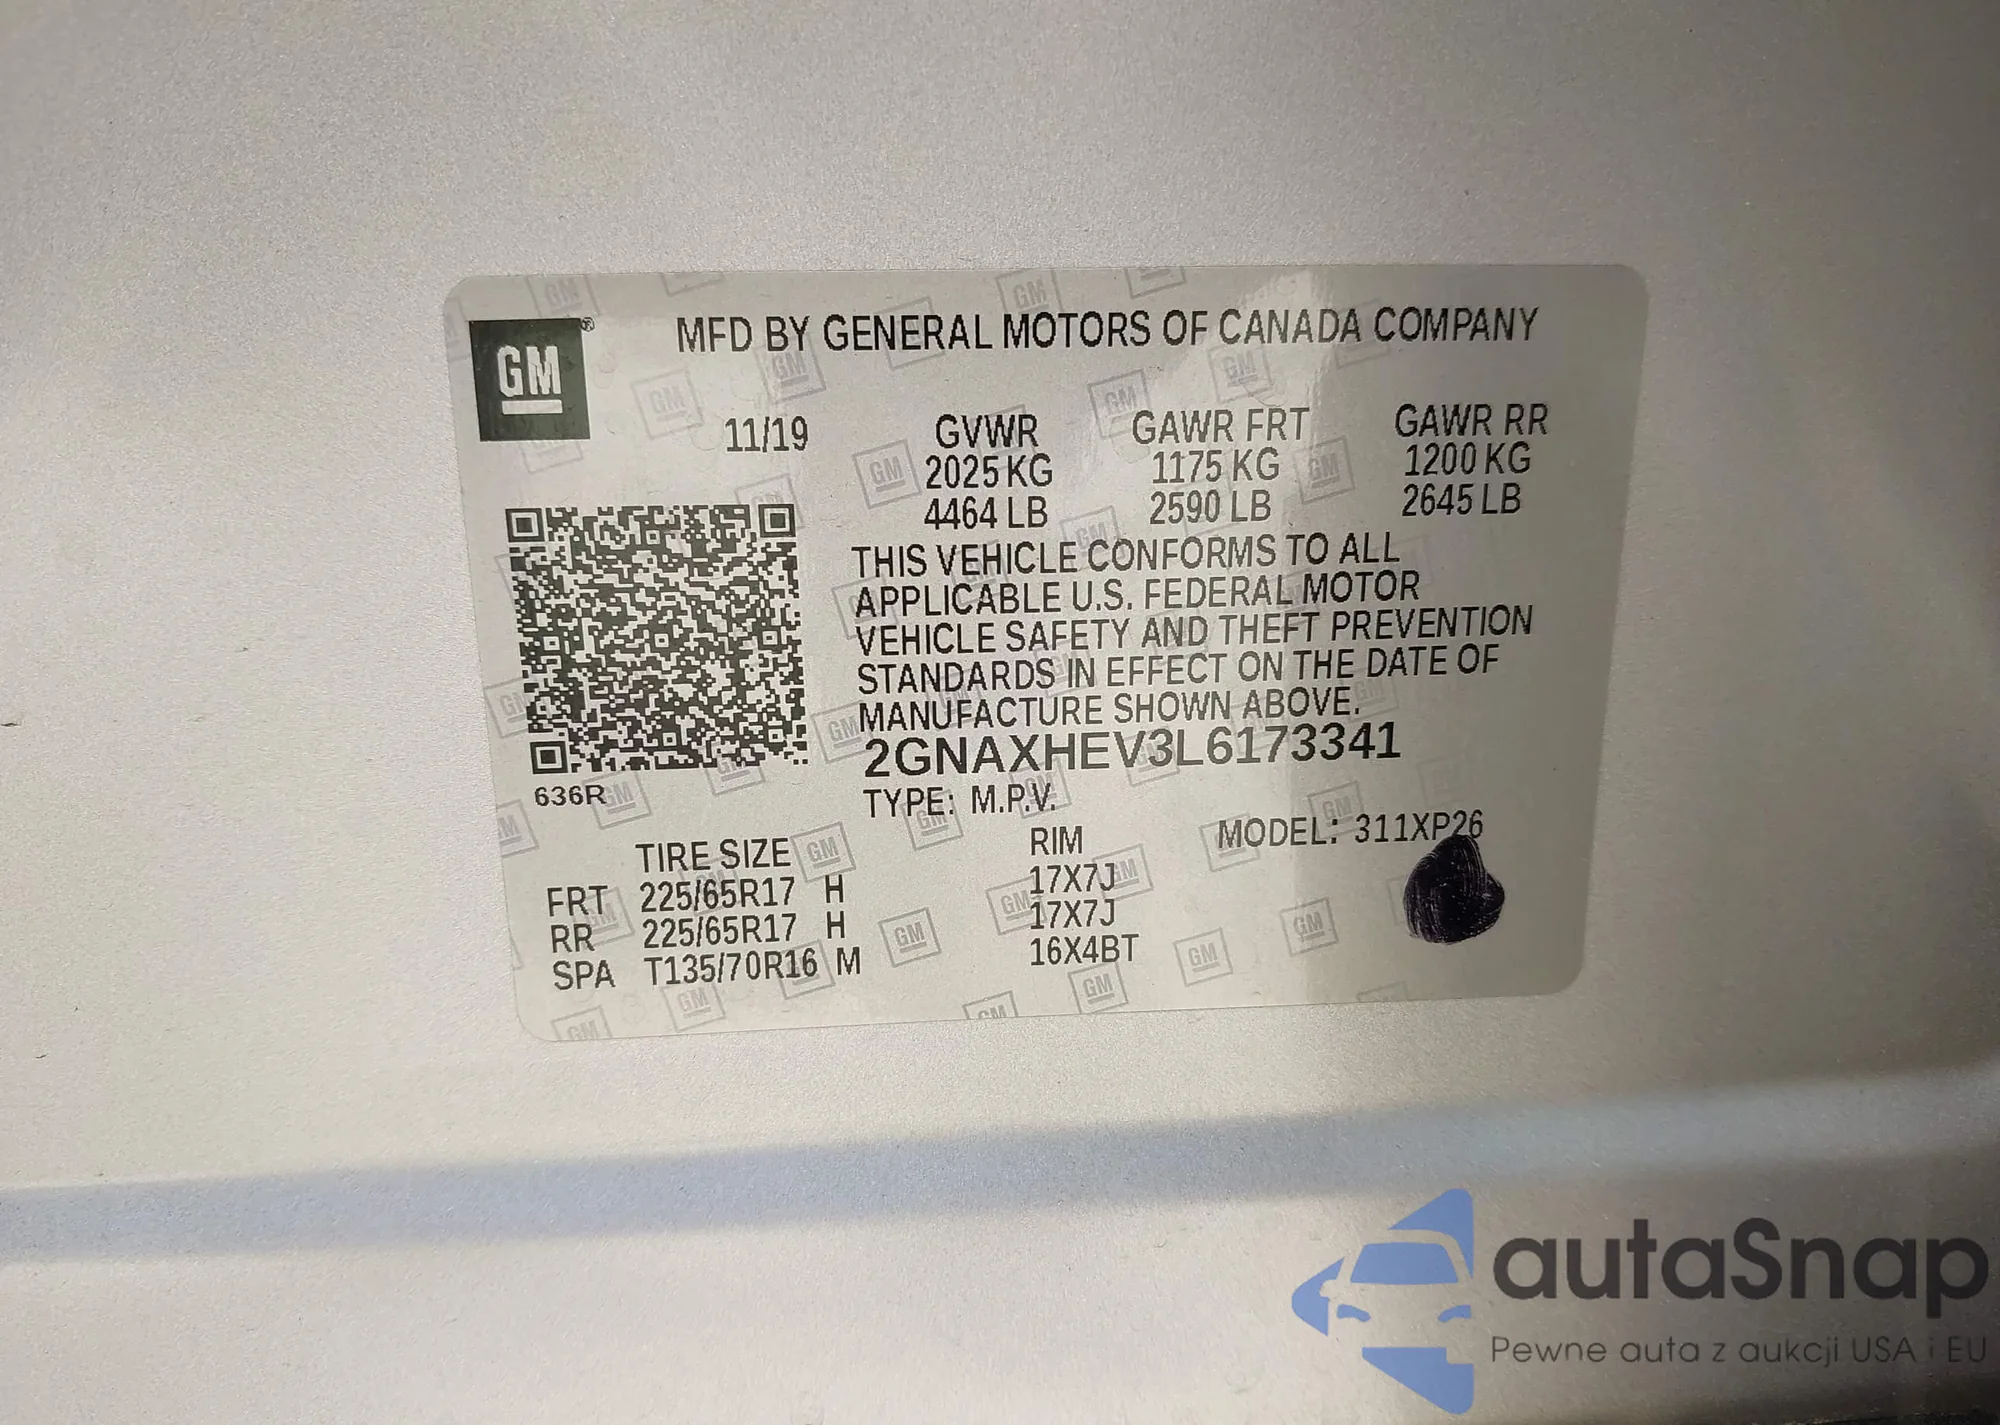 GM
MFD BY GENERAL MOTORS OF CANADA COMPANY
11/19
GVWR GAWR FRT GAWR RR
2025 KG 1175 KG 1200 KG
4464 LB 2590 LB 2645 LB
THIS VEHICLE CONFORMS TO ALL
APPLICABLE U.S. FEDERAL MOTOR
VEHICLE SAFETY AND THEFT PREVENTION
STANDARDS IN EFFECT ON THE DATE OF
MANUFACTURE SHOWN ABOVE.
2GNAXHEV3L6173341
636R
TYPE: M.P.V.
MODEL: 311XP26
TIRE SIZE RIM
FRT 225/65R17 H 17X7J
RR 225/65R17 H 17X7J
SPA T135/70R16 M 16X4BT
autaSnap
Pewne auta z aukcji USA i EU